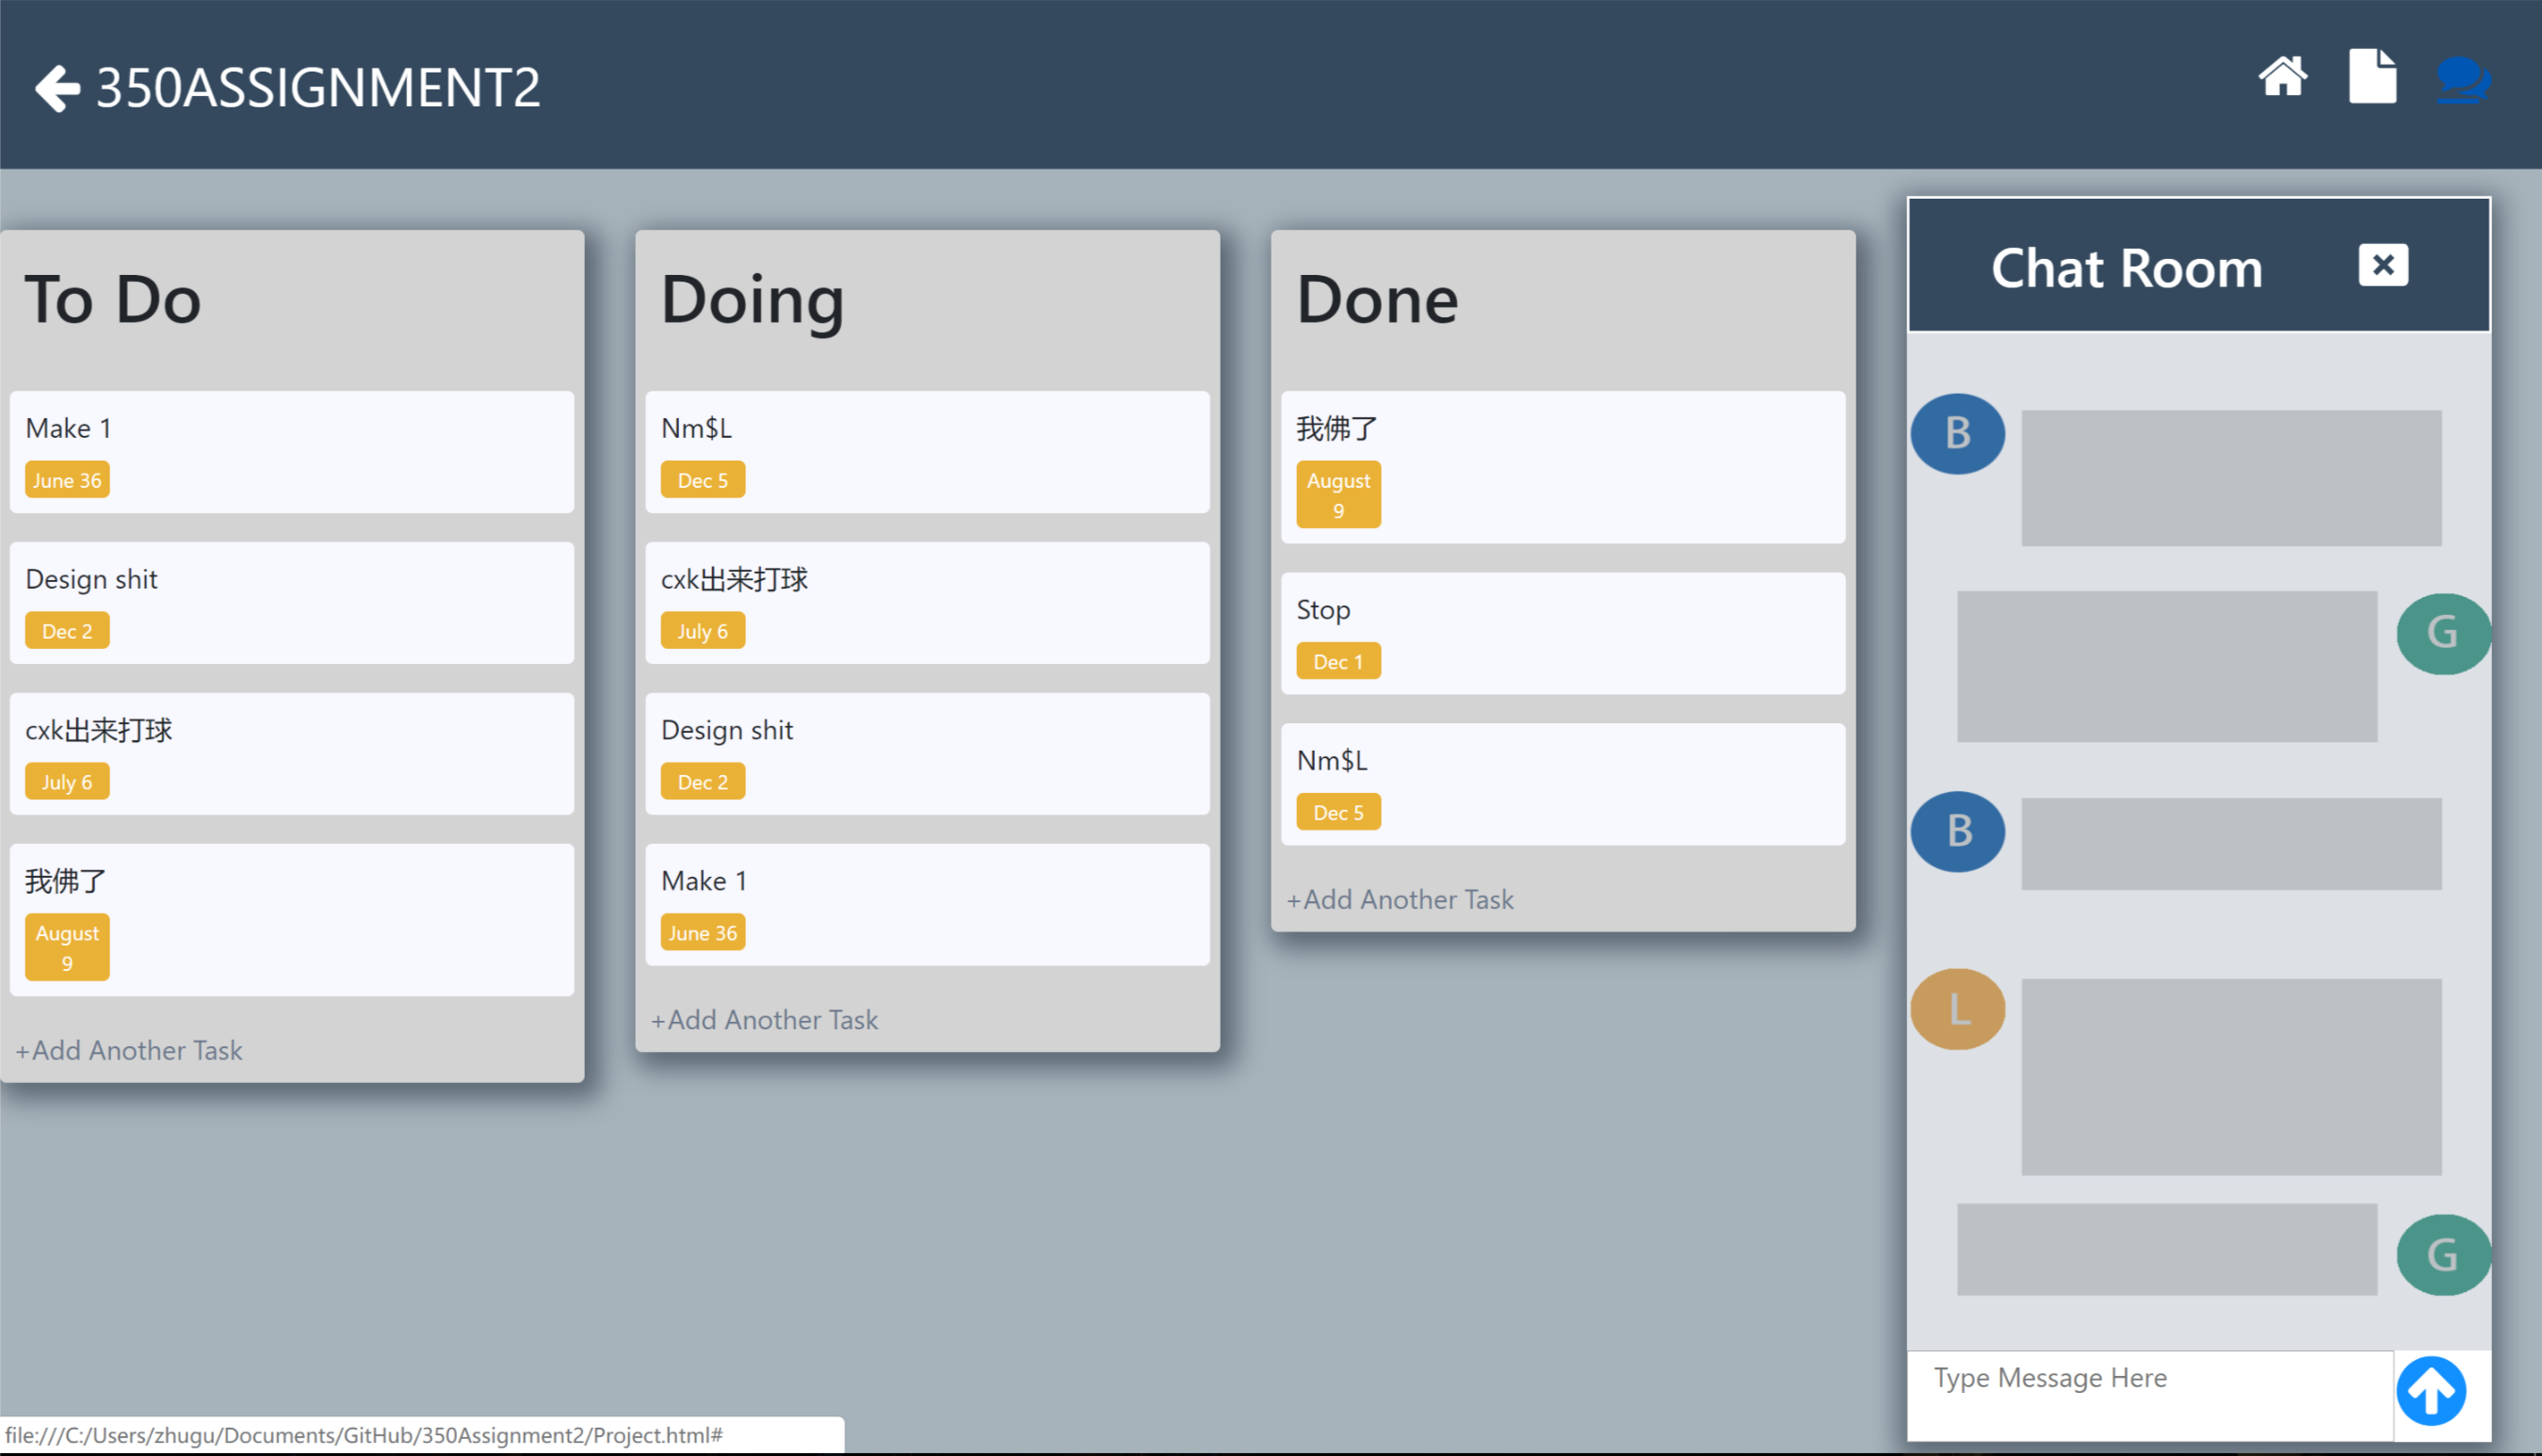 350ASSIGNMENT2
To Do
Make 1
June 36
Design shit
Dec 2
cxk出来打球
July 6
我佛了
August
9
+Add Another Task
Doing
Nm$L
Dec 5
cxk出来打球
July 6
Design shit
Dec 2
Make 1
June 36
+Add Another Task
Done
我佛了
August
9
Stop
Dec 1
Nm$L
Dec 5
+Add Another Task
Chat Room
B
G
B
L
G
Type Message Here
file:///C:/Users/zhugu/Documents/GitHub/350Assignment2/Project.html#